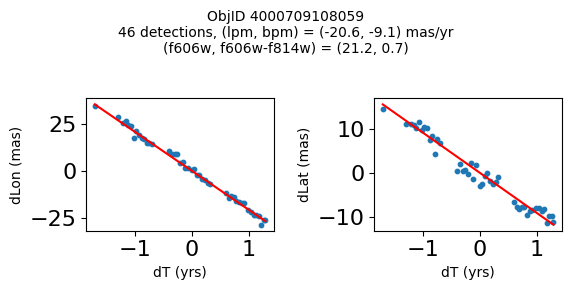 ObjID 4000709108059
46 detections, (lpm, bpm) = (-20.6, -9.1) mas/yr
(f606w, f606w-f814w) = (21.2, 0.7)
dLon (mas)
25
0
−25
−1
0
1
dT (yrs)
dLat (mas)
10
0
−10
−1
0
1
dT (yrs)